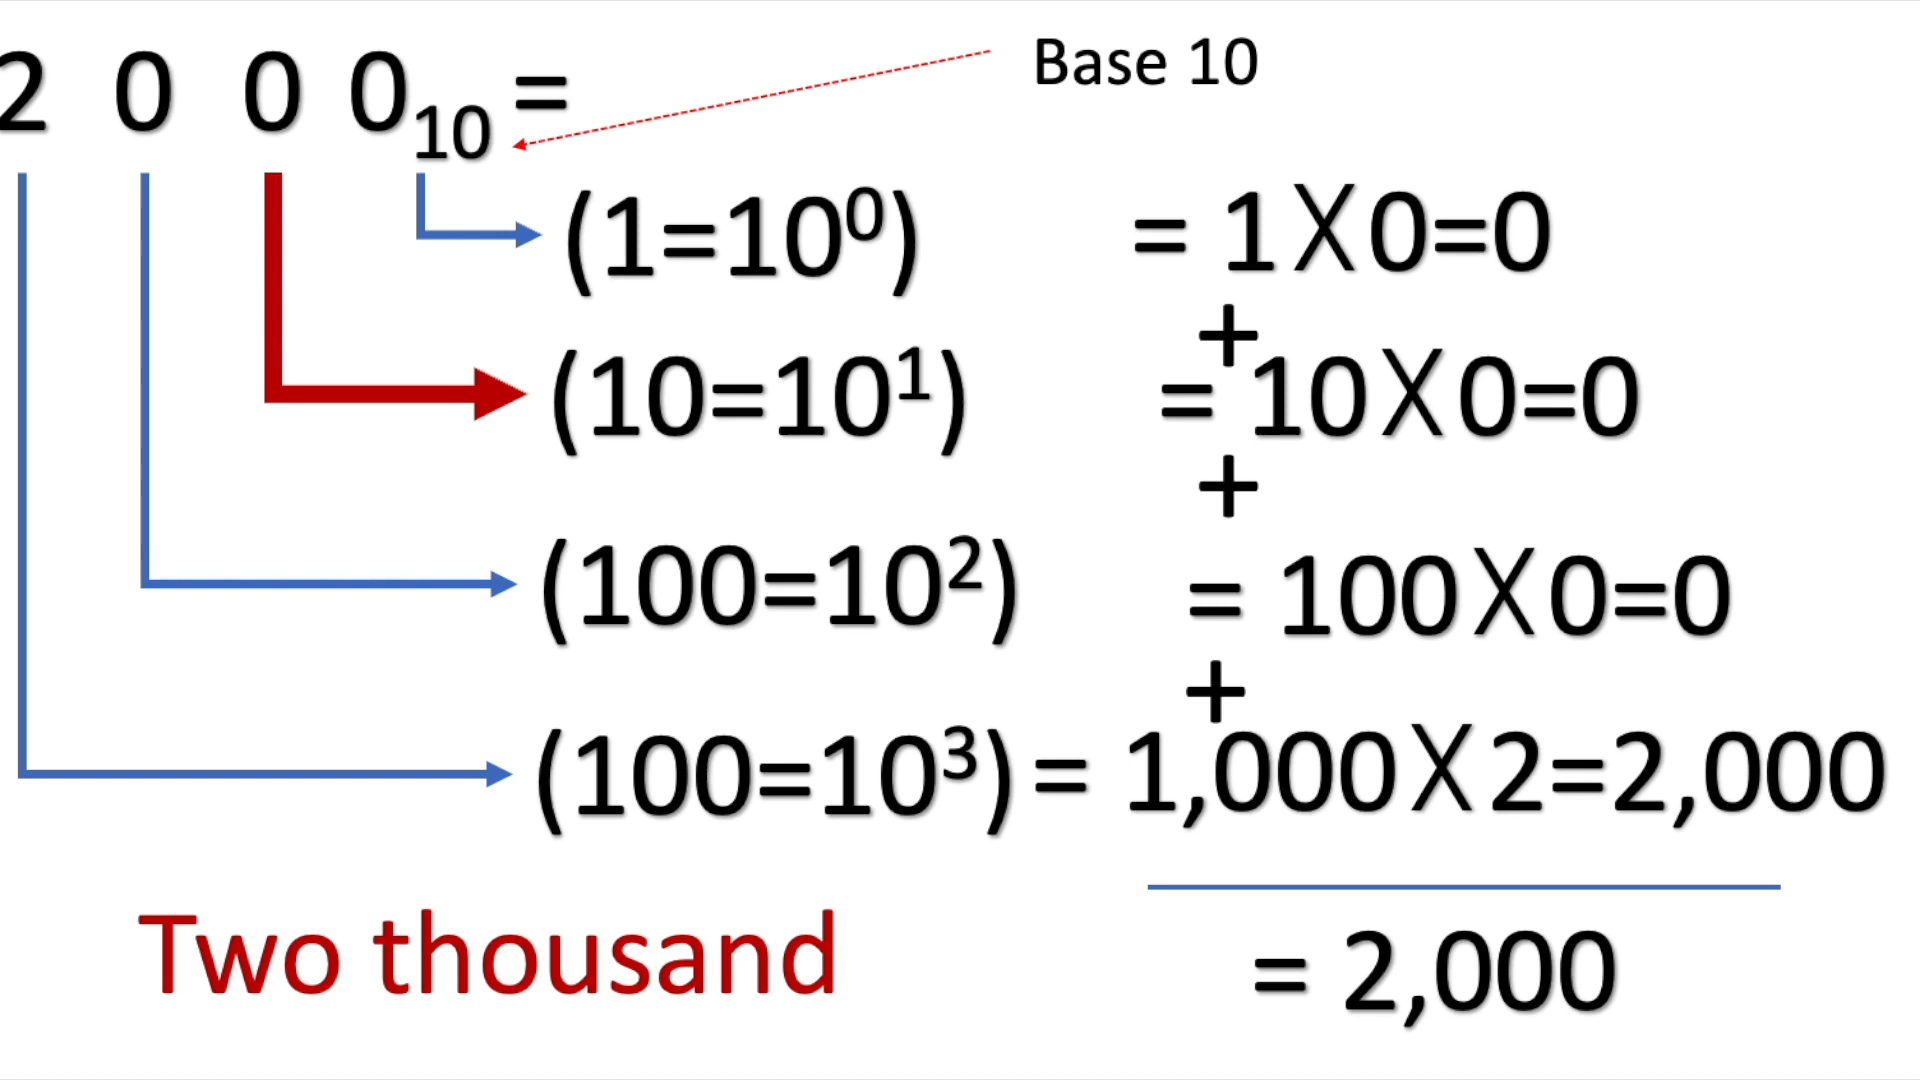 2 0 0 0₁₀ = Base 10
(1=10⁰) = 1X0=0
+
(10=10¹) = 10X0=0
+
(100=10²) = 100X0=0
+
(100=10³) = 1,000X2=2,000
Two thousand = 2,000